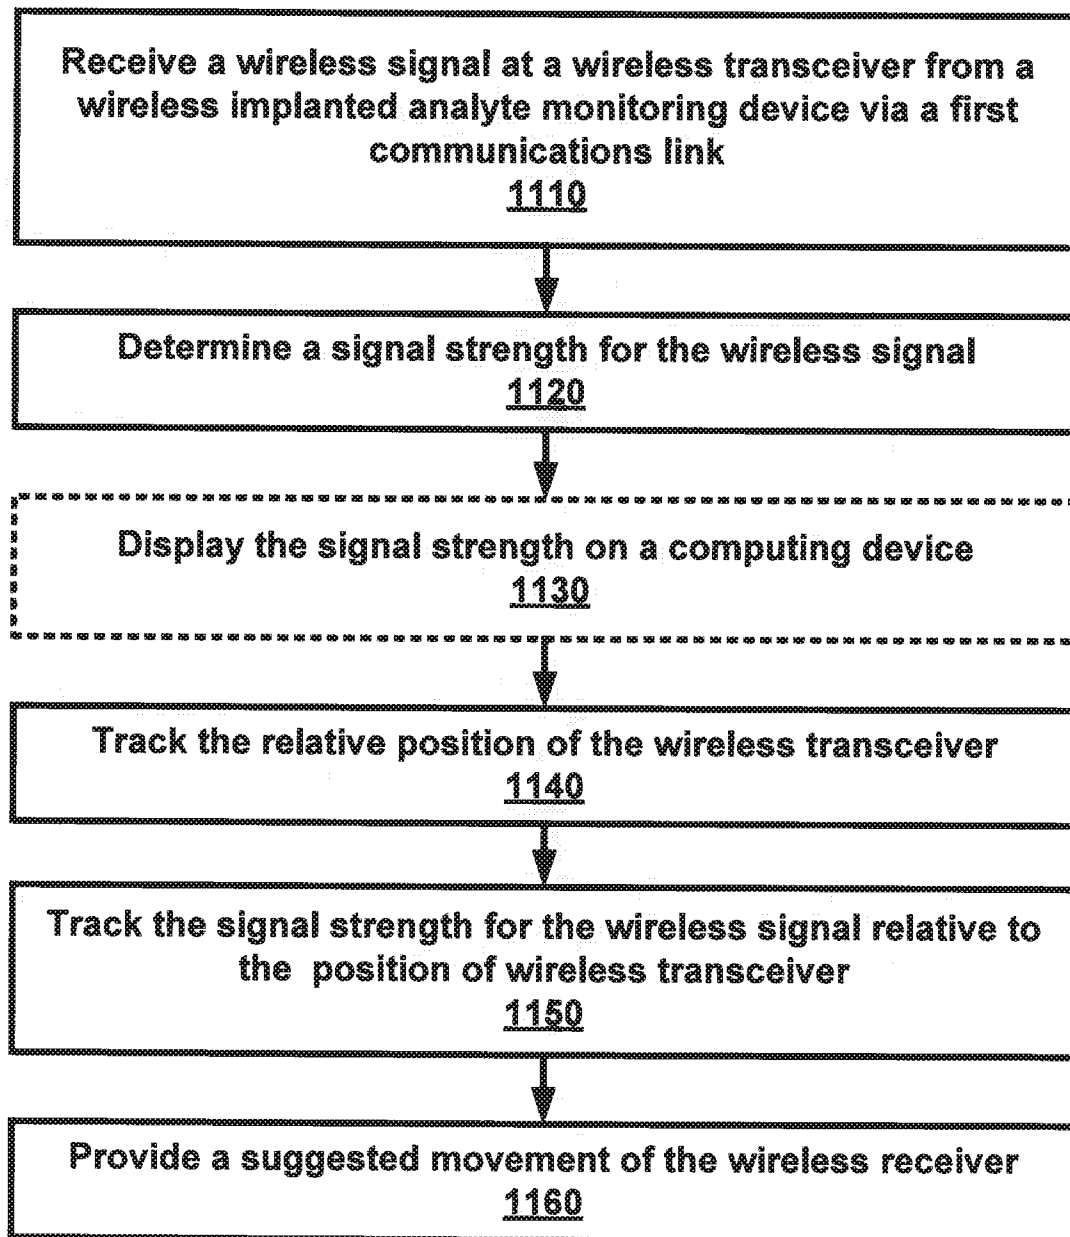 Receive a wireless signal at a wireless transceiver from a
wireless implanted analyte monitoring device via a first
communications link
1110
Determine a signal strength for the wireless signal
1120
Display the signal strength on a computing device
1130
Track the relative position of the wireless transceiver
1140
Track the signal strength for the wireless signal relative to
the position of wireless transceiver
1150
Provide a suggested movement of the wireless receiver
1160